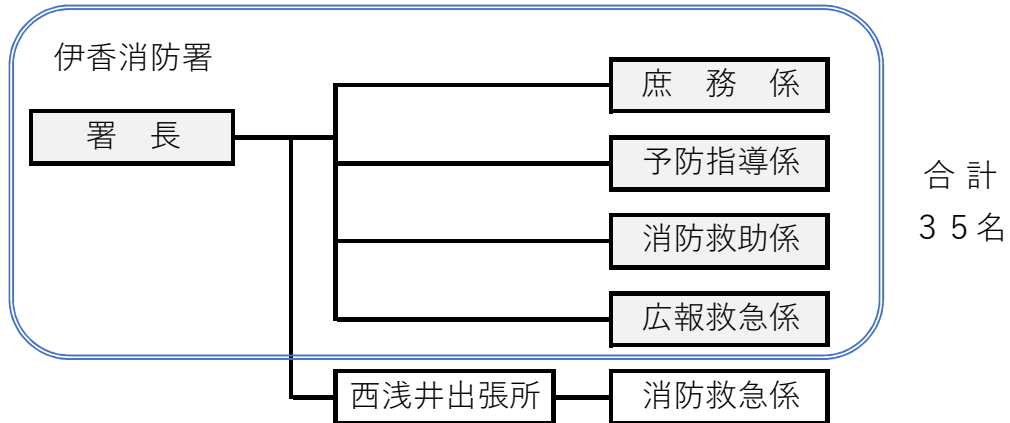 伊香消防署
署　長
庶　務　係
予防指導係
消防救助係
広報救急係
合 計
３５名
西浅井出張所
消防救急係